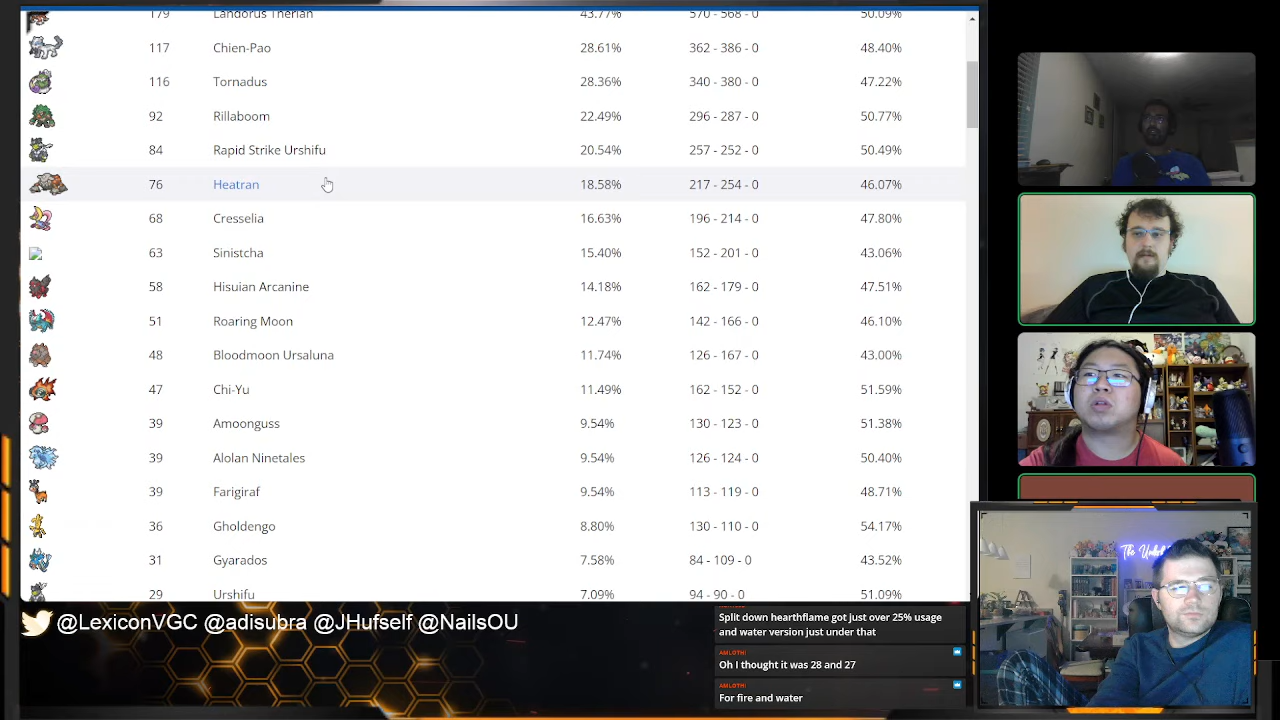 179 Landorus Therian 43.77% 570 - 568 - 0 50.09%
117 Chien-Pao 28.61% 362 - 386 - 0 48.40%
116 Tornadus 28.36% 340 - 380 - 0 47.22%
92 Rillaboom 22.49% 296 - 287 - 0 50.77%
84 Rapid Strike Urshifu 20.54% 257 - 252 - 0 50.49%
76 Heatran 18.58% 217 - 254 - 0 46.07%
68 Cresselia 16.63% 196 - 214 - 0 47.80%
63 Sinistcha 15.40% 152 - 201 - 0 43.06%
58 Hisuian Arcanine 14.18% 162 - 179 - 0 47.51%
51 Roaring Moon 12.47% 142 - 166 - 0 46.10%
48 Bloodmoon Ursaluna 11.74% 126 - 167 - 0 43.00%
47 Chi-Yu 11.49% 162 - 152 - 0 51.59%
39 Amoonguss 9.54% 130 - 123 - 0 51.38%
39 Alolan Ninetales 9.54% 126 - 124 - 0 50.40%
39 Farigiraf 9.54% 113 - 119 - 0 48.71%
36 Gholdengo 8.80% 130 - 110 - 0 54.17%
31 Gyarados 7.58% 84 - 109 - 0 43.52%
29 Urshifu 7.09% 94 - 90 - 0 51.09%
@LexiconVGC @adisubra @JHufself @NailsOU
Split down hearthflame got just over 25% usage
and water version just under that
AMLOTHI
Oh I thought it was 28 and 27
AMLOTHI
For fire and water